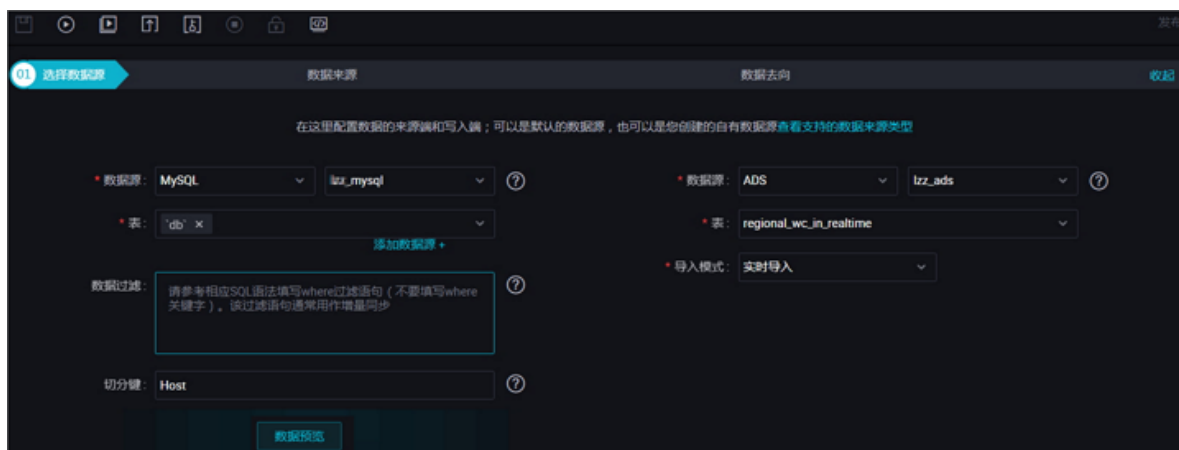 发布
01 选择数据源 数据来源 数据去向 收起
在这里配置数据的来源端和写入端；可以是默认的数据源，也可以是您创建的自有数据源查看支持的数据来源类型
* 数据源: MySQL lzz_mysql ? * 数据源: ADS lzz_ads ?
* 表: `db` × * 表: regional_wc_in_realtime
添加数据源 +
* 导入模式: 实时导入
数据过滤: 请参考相应SQL语法填写where过滤语句（不要填写where ?
关键字）。该过滤语句通常用作增量同步
切分键: Host ?
数据预览